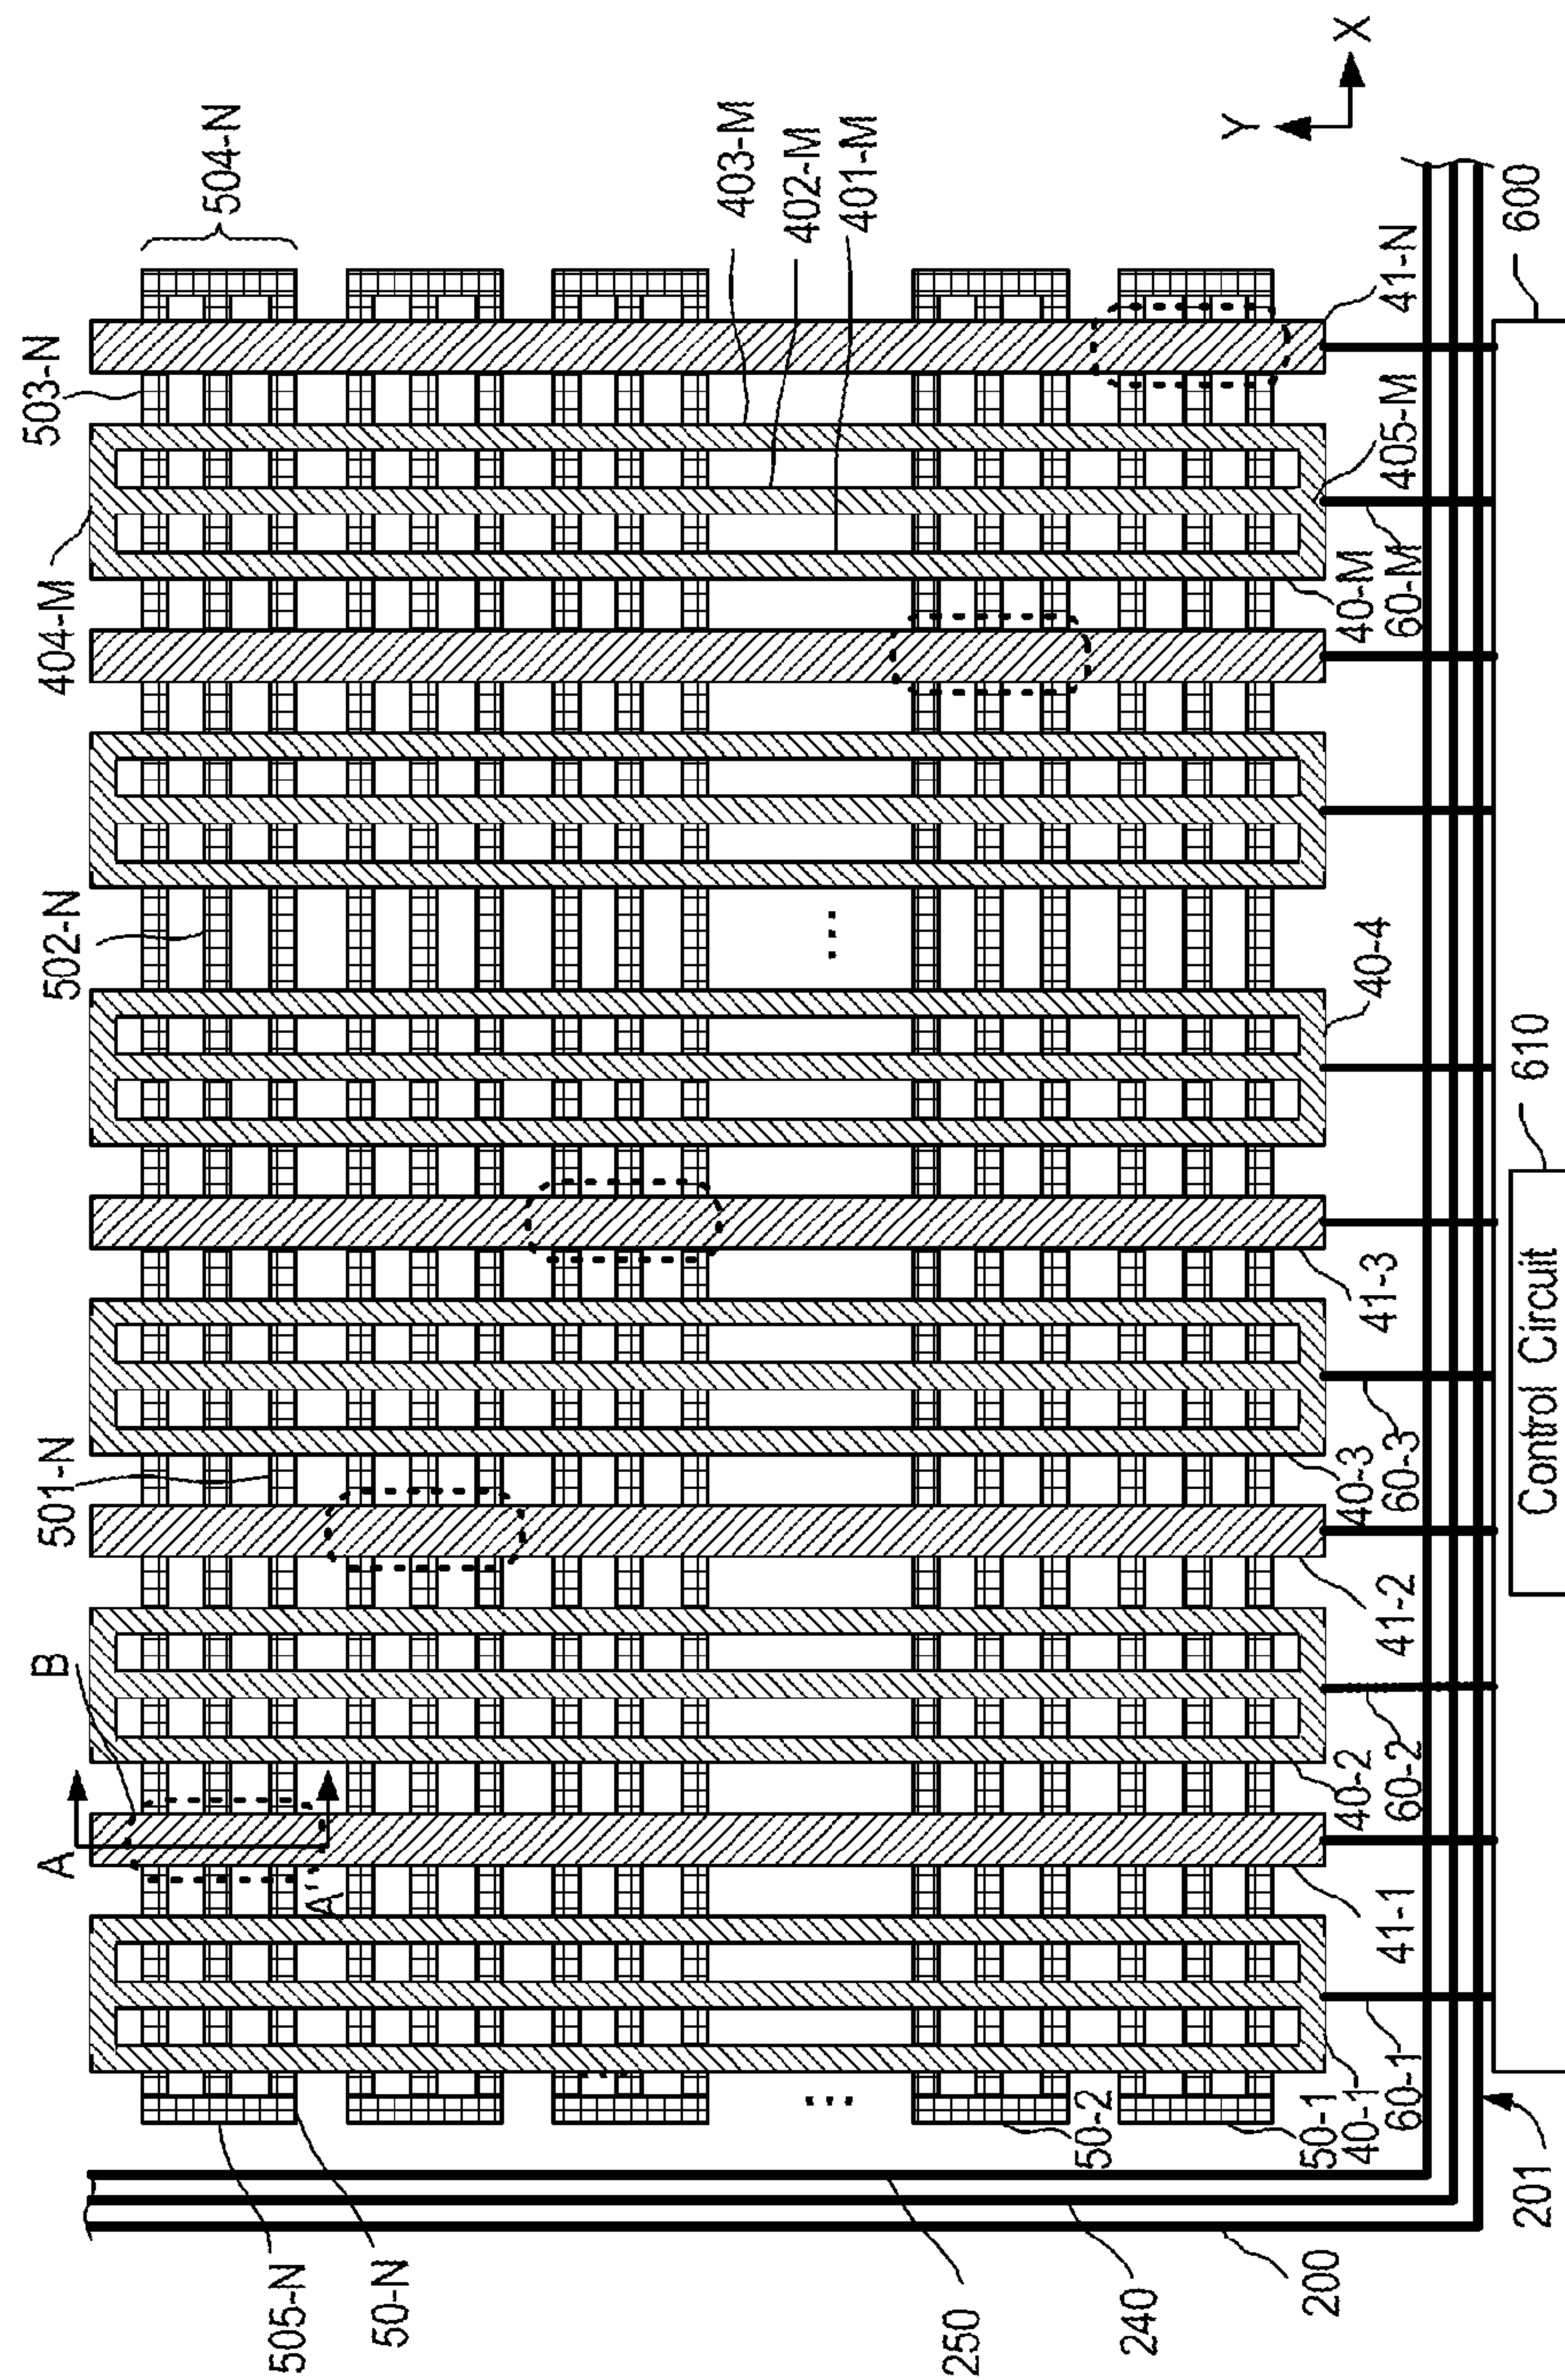 503-N
504-N
404-M
403-M
402-M
401-M
Y
X
502-N
501-N
B
A
A'
505-N
50-N
250
240
200
50-2
50-1
40-1
60-1
41-1
40-2
60-2
41-2
40-3
60-3
41-3
40-4
40-M
60-M
405-M
41-N
600
610
Control Circuit
201
...
...